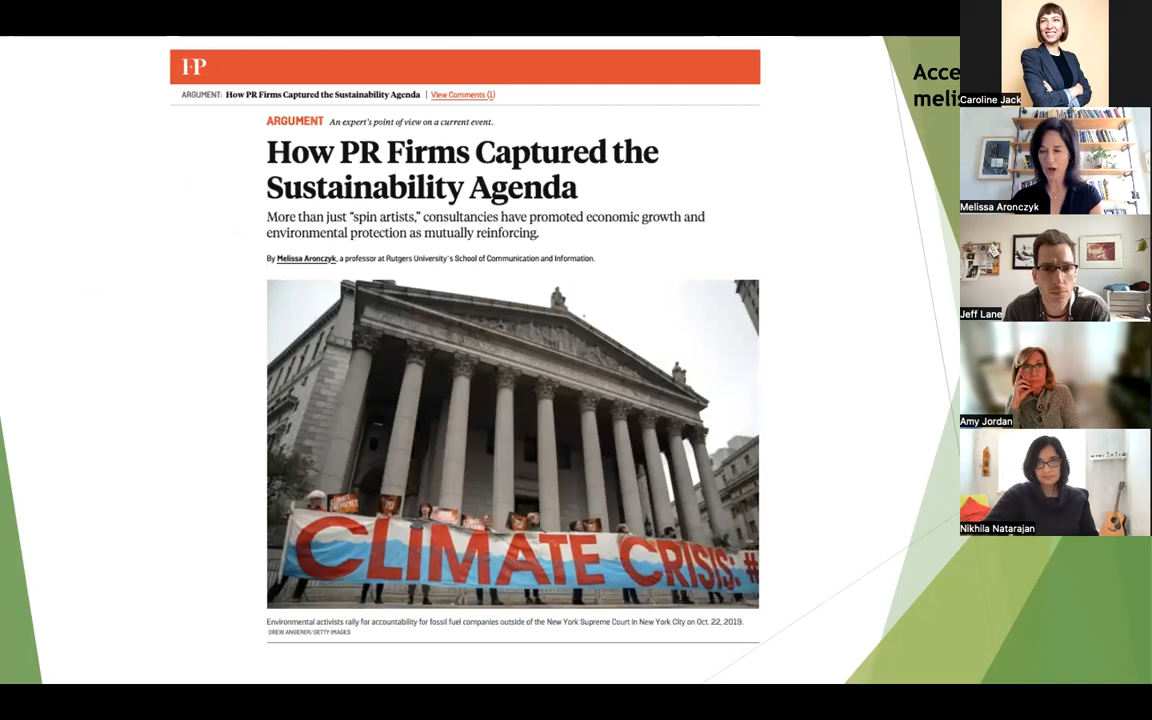 FP
ARGUMENT: How PR Firms Captured the Sustainability Agenda | View Comments (1)
ARGUMENT An expert's point of view on a current event.
How PR Firms Captured the
Sustainability Agenda
More than just “spin artists,” consultancies have promoted economic growth and
environmental protection as mutually reinforcing.
By Melissa Aronczyk, a professor at Rutgers University's School of Communication and Information.
CLIMATE CRISIS: #
Environmental activists rally for accountability for fossil fuel companies outside of the New York Supreme Court in New York City on Oct. 22, 2019.
DREW ANGERER/GETTY IMAGES
Acce
meli
Caroline Jack
Melissa Aronczyk
Jeff Lane
Amy Jordan
Nikhila Natarajan